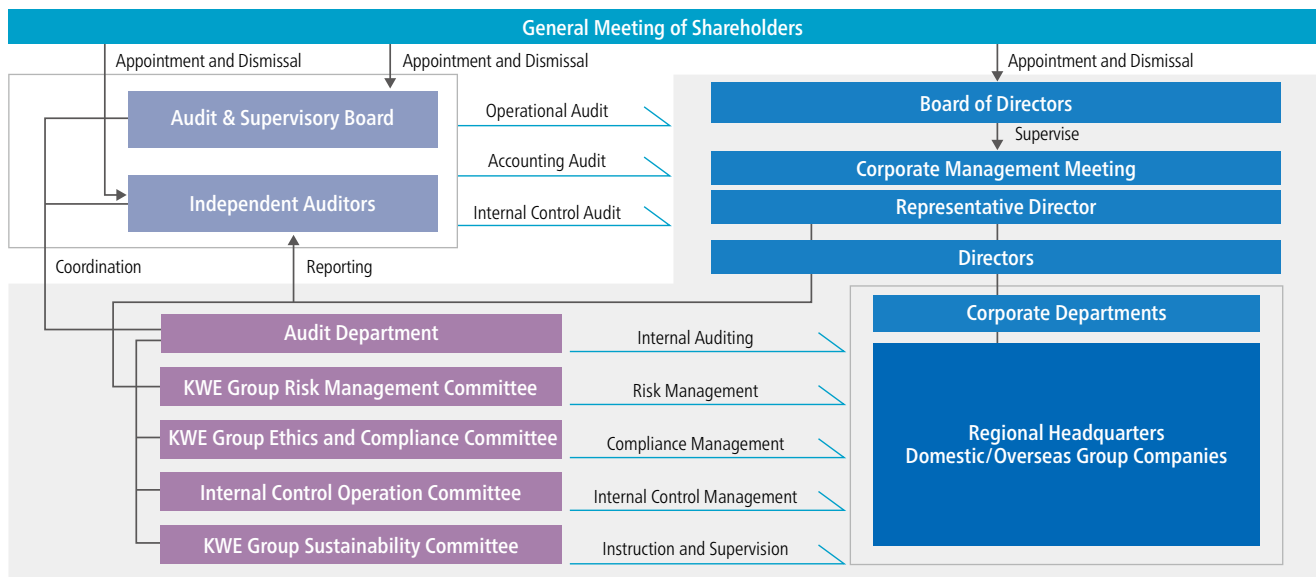 General Meeting of Shareholders
Appointment and Dismissal
Appointment and Dismissal
Appointment and Dismissal
Audit & Supervisory Board
Independent Auditors
Operational Audit
Accounting Audit
Internal Control Audit
Board of Directors
Supervise
Corporate Management Meeting
Representative Director
Directors
Coordination
Reporting
Audit Department
KWE Group Risk Management Committee
KWE Group Ethics and Compliance Committee
Internal Control Operation Committee
KWE Group Sustainability Committee
Internal Auditing
Risk Management
Compliance Management
Internal Control Management
Instruction and Supervision
Corporate Departments
Regional Headquarters
Domestic/Overseas Group Companies